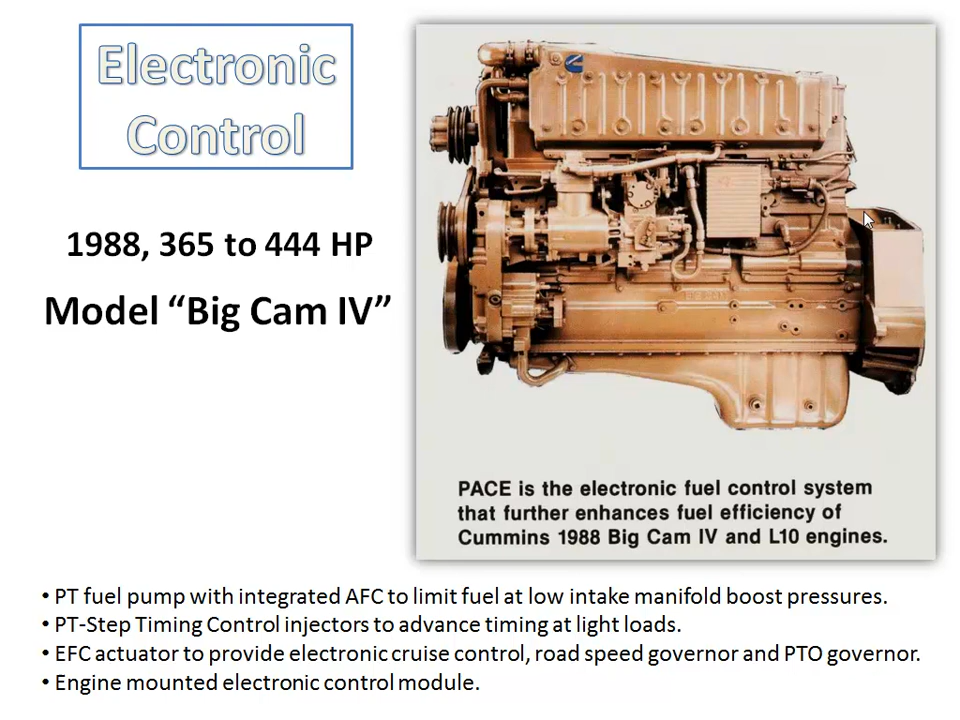 Electronic
Control
1988, 365 to 444 HP
Model “Big Cam IV”
PACE is the electronic fuel control system
that further enhances fuel efficiency of
Cummins 1988 Big Cam IV and L10 engines.
• PT fuel pump with integrated AFC to limit fuel at low intake manifold boost pressures.
• PT-Step Timing Control injectors to advance timing at light loads.
• EFC actuator to provide electronic cruise control, road speed governor and PTO governor.
• Engine mounted electronic control module.